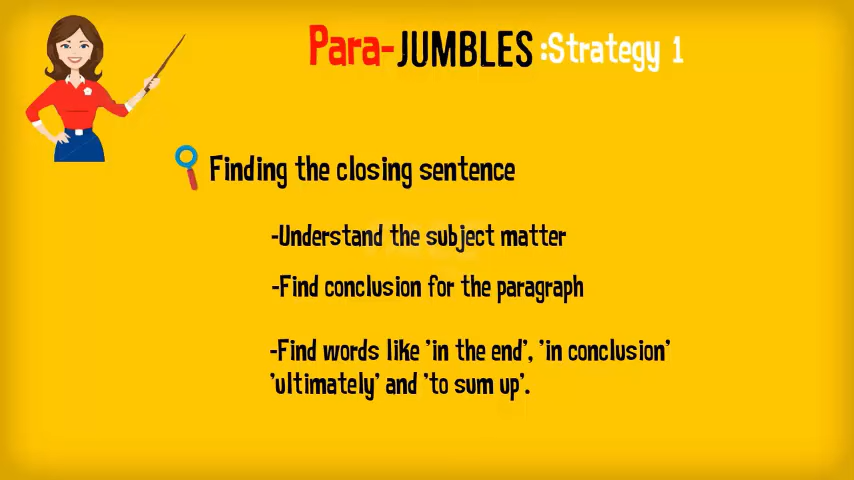 Para-JUMBLES :Strategy 1
Finding the closing sentence
-Understand the subject matter
-Find conclusion for the paragraph
-Find words like 'in the end', 'in conclusion'
'ultimately' and 'to sum up'.